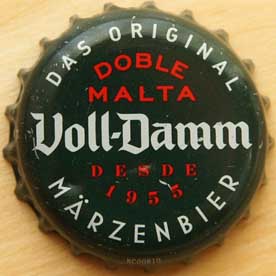 DAS ORIGINAL
DOBLE
MALTA
Voll-Damm
DESDE
1955
MÄRZENBIER